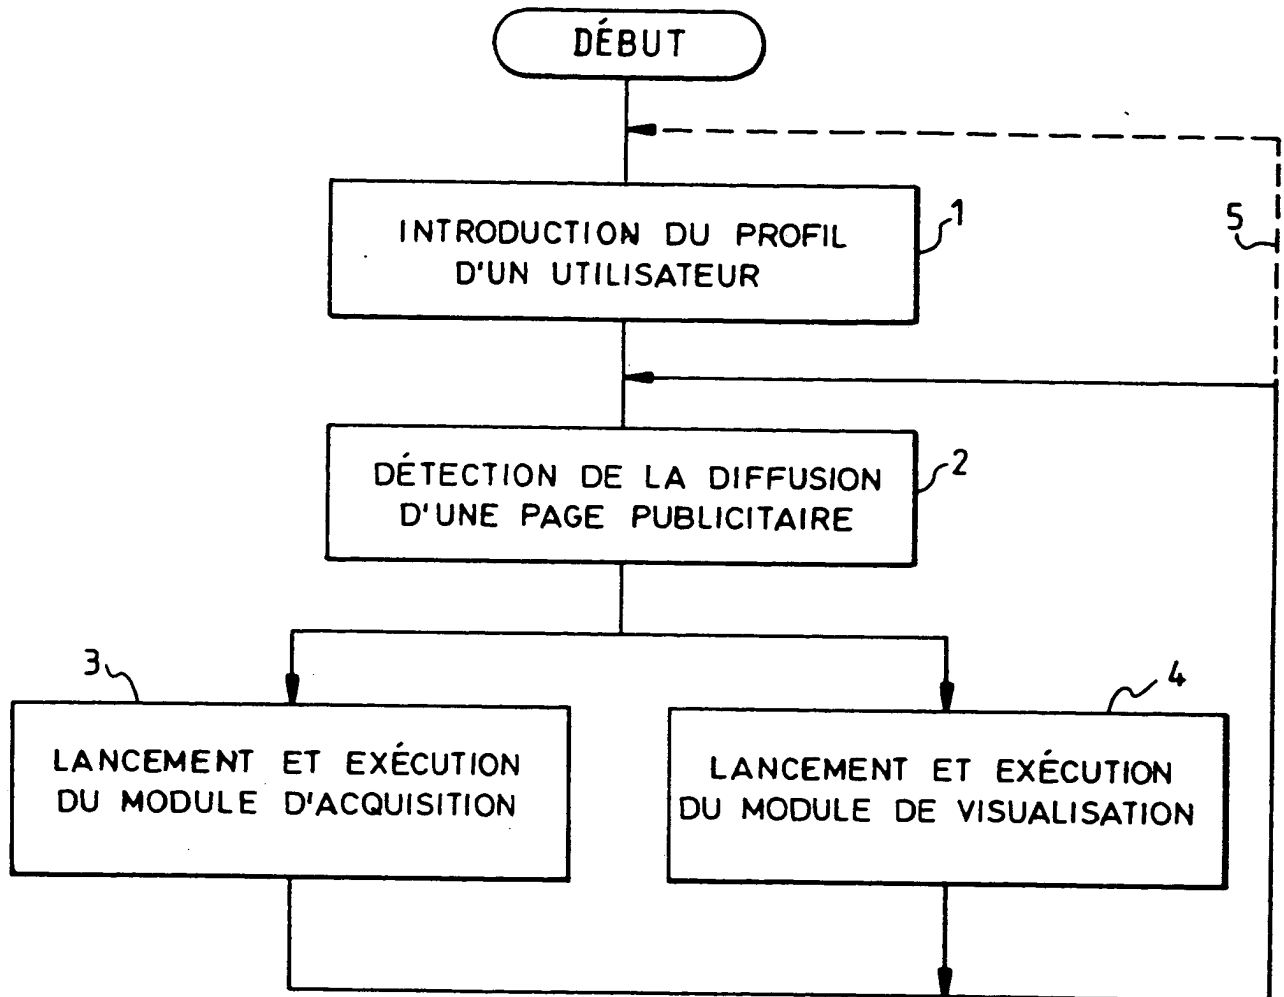 DÉBUT
INTRODUCTION DU PROFIL
D'UN UTILISATEUR
1
5
DÉTECTION DE LA DIFFUSION
D'UNE PAGE PUBLICITAIRE
2
3
LANCEMENT ET EXÉCUTION
DU MODULE D'ACQUISITION
4
LANCEMENT ET EXÉCUTION
DU MODULE DE VISUALISATION